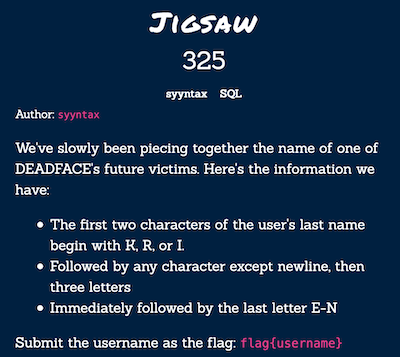 Jigsaw
325
syyntax SQL
Author: syyntax
We've slowly been piecing together the name of one of
DEADFACE's future victims. Here's the information we
have:
• The first two characters of the user's last name
begin with K, R, or I.
• Followed by any character except newline, then
three letters
• Immediately followed by the last letter E-N
Submit the username as the flag: flag{username}